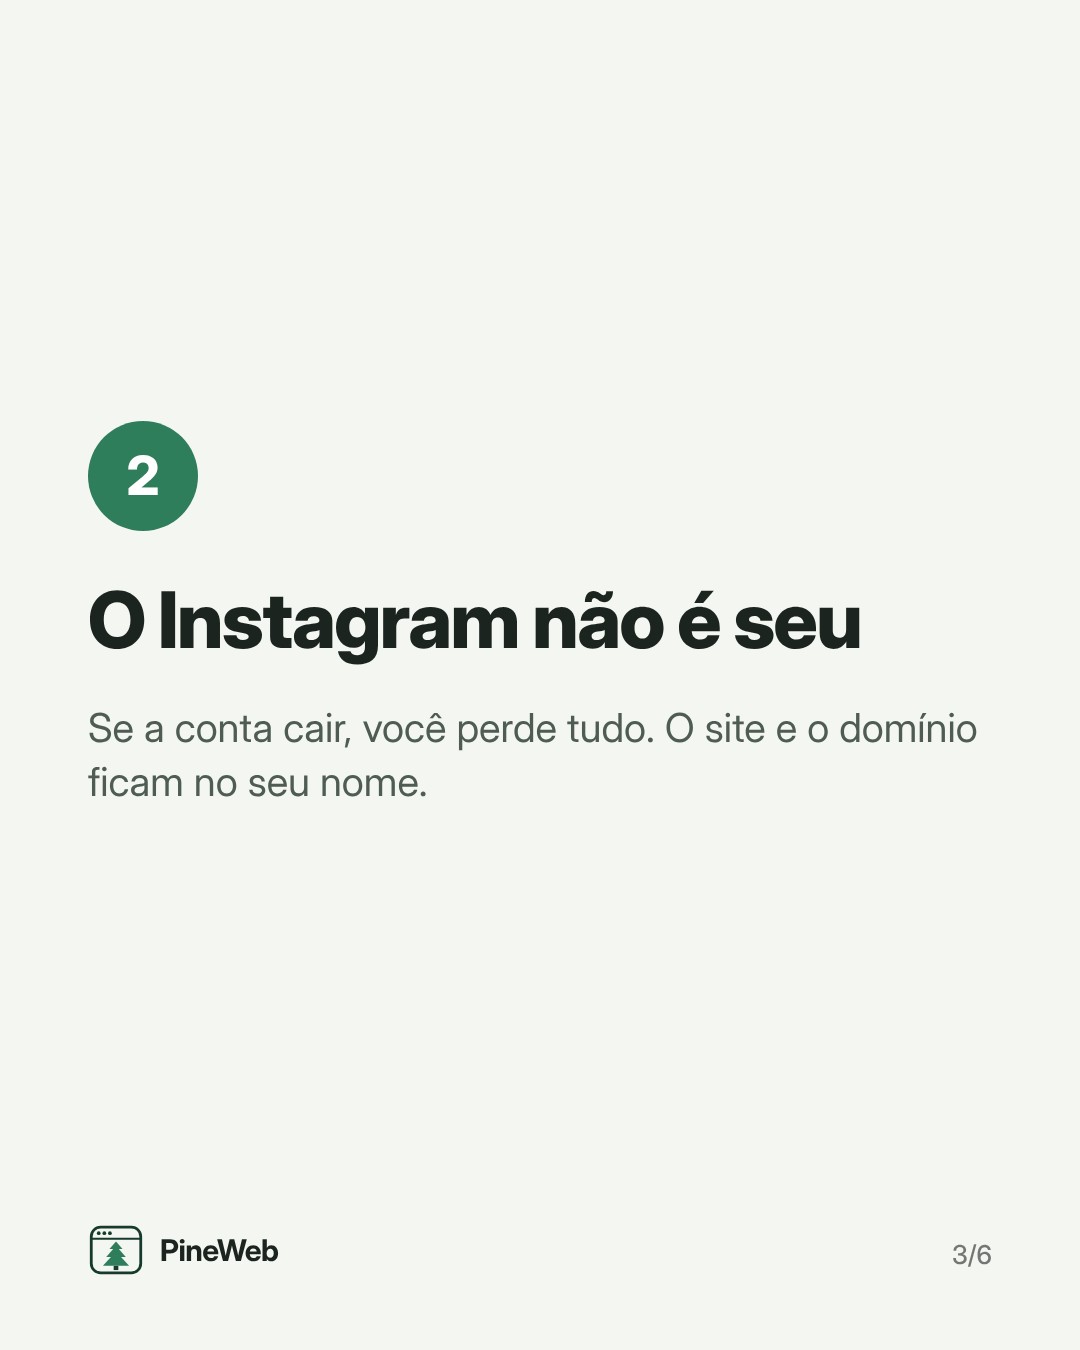 2
O Instagram não é seu
Se a conta cair, você perde tudo. O site e o domínio
ficam no seu nome.
PineWeb
3/6